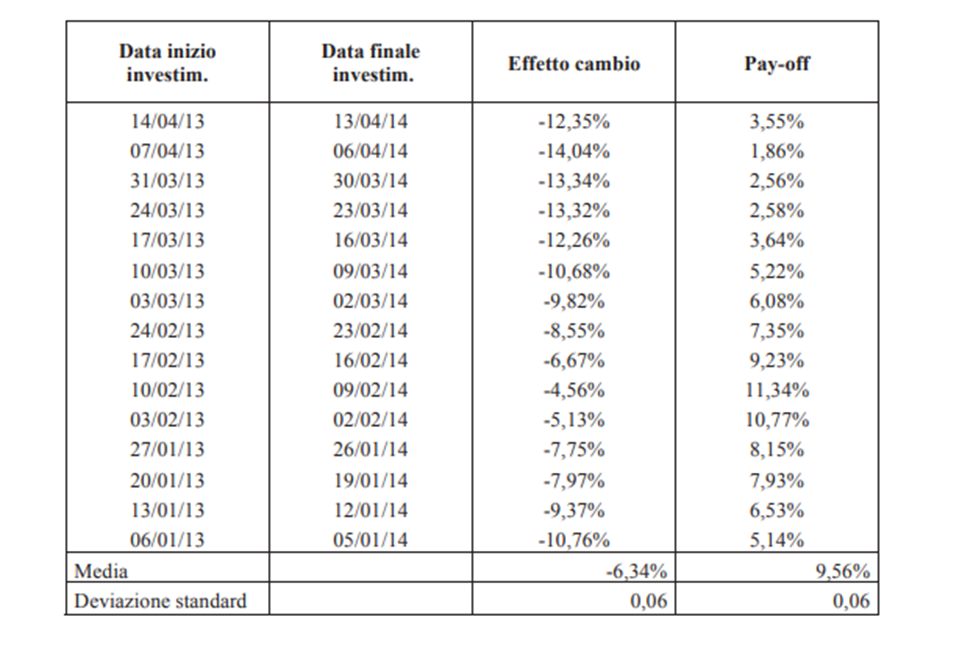 Data inizio investim. Data finale investim. Effetto cambio Pay-off
14/04/13 13/04/14 -12,35% 3,55%
07/04/13 06/04/14 -14,04% 1,86%
31/03/13 30/03/14 -13,34% 2,56%
24/03/13 23/03/14 -13,32% 2,58%
17/03/13 16/03/14 -12,26% 3,64%
10/03/13 09/03/14 -10,68% 5,22%
03/03/13 02/03/14 -9,82% 6,08%
24/02/13 23/02/14 -8,55% 7,35%
17/02/13 16/02/14 -6,67% 9,23%
10/02/13 09/02/14 -4,56% 11,34%
03/02/13 02/02/14 -5,13% 10,77%
27/01/13 26/01/14 -7,75% 8,15%
20/01/13 19/01/14 -7,97% 7,93%
13/01/13 12/01/14 -9,37% 6,53%
06/01/13 05/01/14 -10,76% 5,14%
Media -6,34% 9,56%
Deviazione standard 0,06 0,06